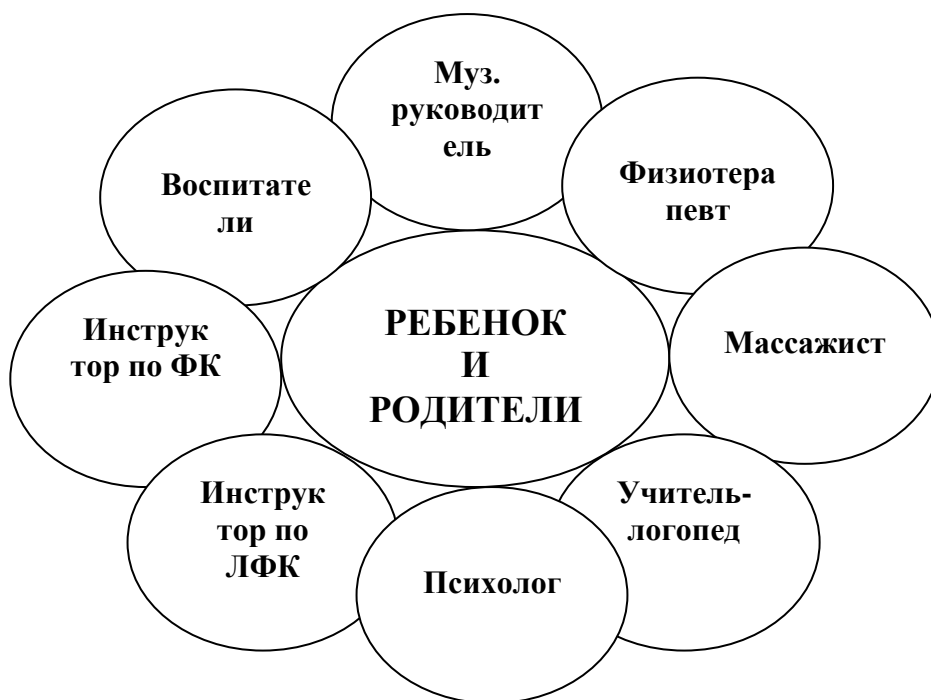 Муз.
руководит
ель
Воспитате
ли
Физиотера
певт
Инструк
тор по ФК
РЕБЕНОК
И
РОДИТЕЛИ
Массажист
Инструк
тор по
ЛФК
Психолог
Учитель-
логопед